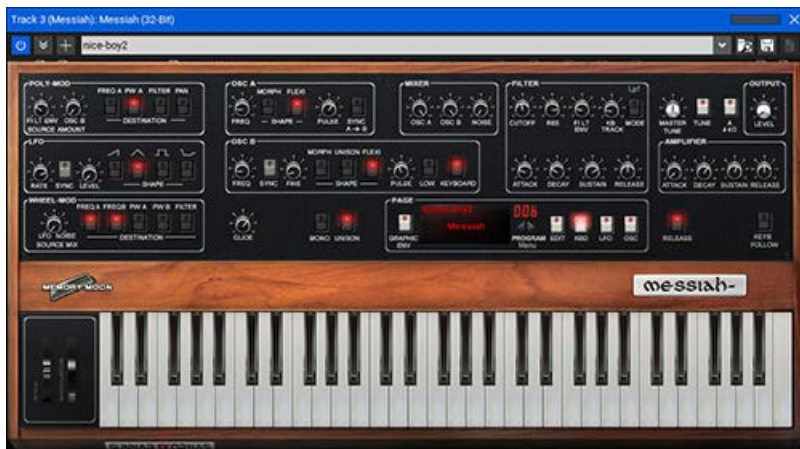 Track 3 (Messiah): Messiah (32-Bit)
nice-boy2
POLY-MOD
FREQ A PW A FILTER PAN
FILT ENV OSC B
SOURCE AMOUNT
DESTINATION
OSC A
MORPH FLEXI
FREQ SHAPE PULSE SYNC
A→B
MIXER
OSC A OSC B NOISE
FILTER
Lpf
CUTOFF RES FILT ENV KB TRACK MODE
ATTACK DECAY SUSTAIN RELEASE
MASTER TUNE TUNE A 440
OUTPUT
LEVEL
LFO
RATE SYNC LEVEL SHAPE
OSC B
MORPH UNISON FLEXI
FREQ SYNC FINE SHAPE PULSE LOW KEYBOARD
AMPLIFIER
ATTACK DECAY SUSTAIN RELEASE
WHEEL-MOD
FREQ A FREQ B PW A PW B FILTER
LFO NOISE
SOURCE MIX
DESTINATION
GLIDE
MONO UNISON
PAGE
GRAPHIC ENV
nice-boy2
Messiah
006
PROGRAM
Menu
EDIT KBD LFO OSC
RELEASE
KEYB FOLLOW
MEMORY MOON
messiah-